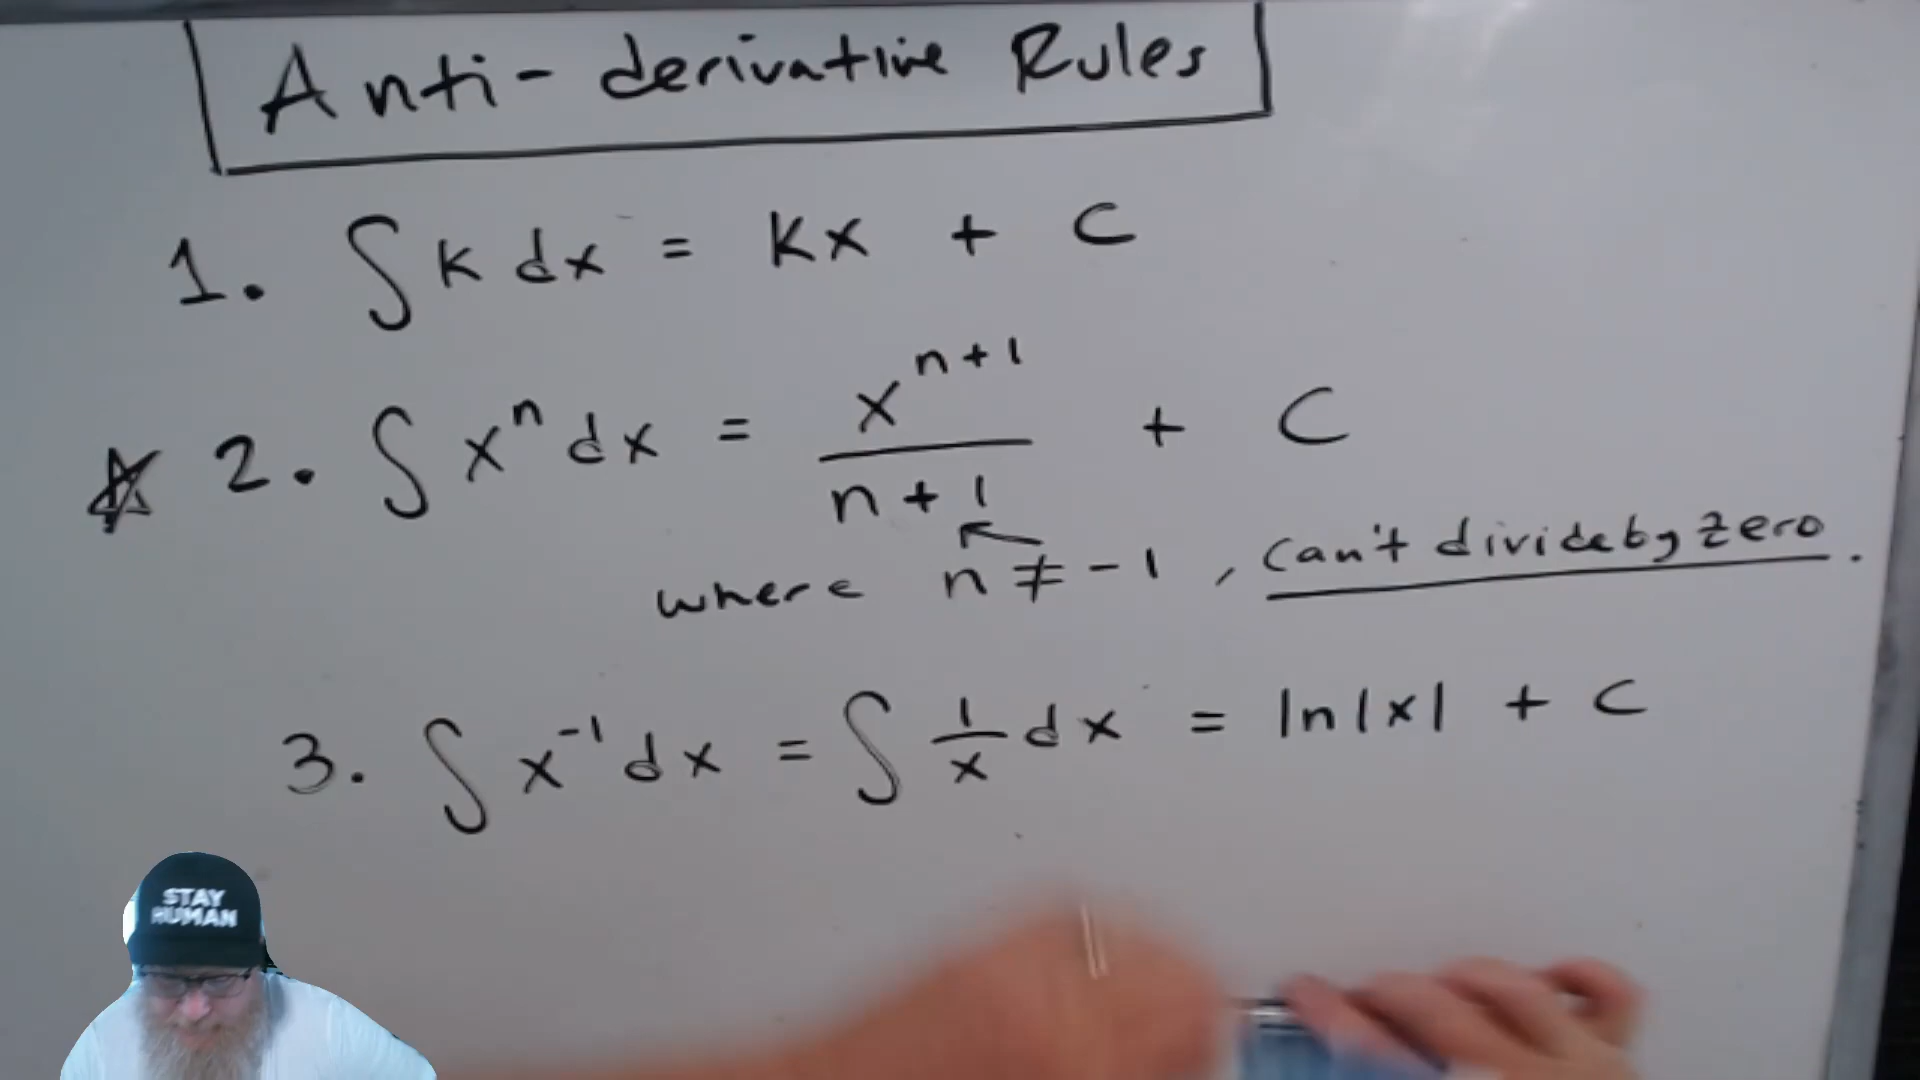 Anti-derivative Rules
1. ∫ k dx = kx + C
☆ 2. ∫ xⁿ dx = xⁿ⁺¹ / n+1 + C
where n ≠ -1, can't divide by zero.
3. ∫ x⁻¹ dx = ∫ 1/x dx = ln|x| + C
STAY
HUMAN